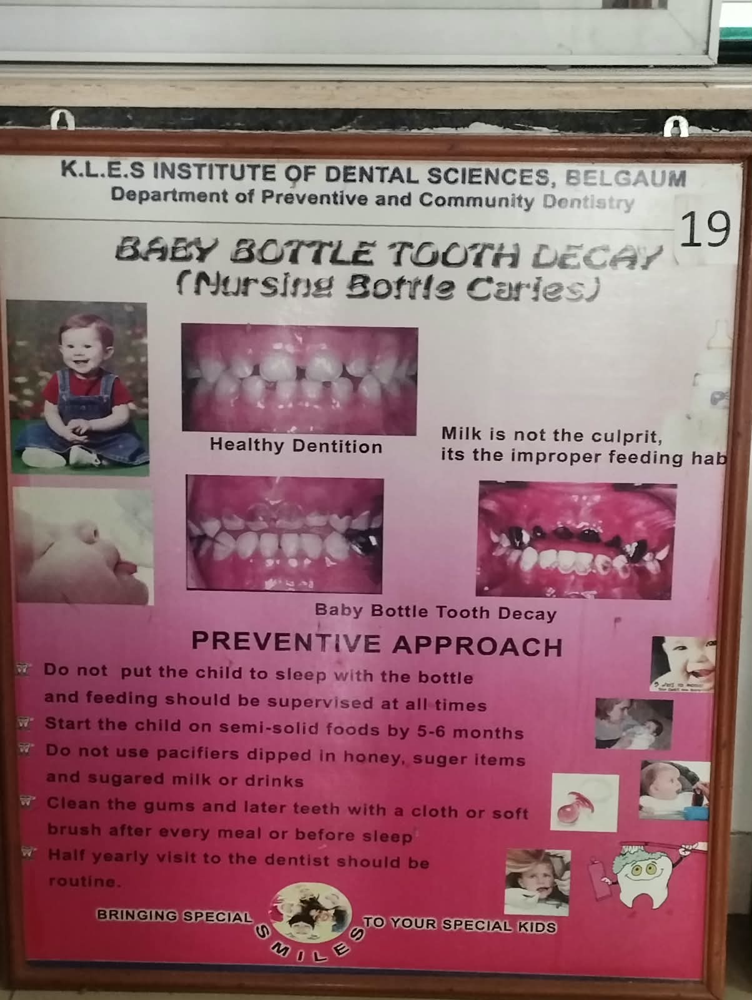 K.L.E.S INSTITUTE OF DENTAL SCIENCES, BELGAUM
Department of Preventive and Community Dentistry
19
BABY BOTTLE TOOTH DECAY
(Nursing Bottle Caries)
Healthy Dentition
Milk is not the culprit,
its the improper feeding hab
Baby Bottle Tooth Decay
PREVENTIVE APPROACH
Do not put the child to sleep with the bottle
and feeding should be supervised at all times
Start the child on semi-solid foods by 5-6 months
Do not use pacifiers dipped in honey, suger items
and sugared milk or drinks
Clean the gums and later teeth with a cloth or soft
brush after every meal or before sleep
Half yearly visit to the dentist should be
routine.
BRINGING SPECIAL SMILES TO YOUR SPECIAL KIDS